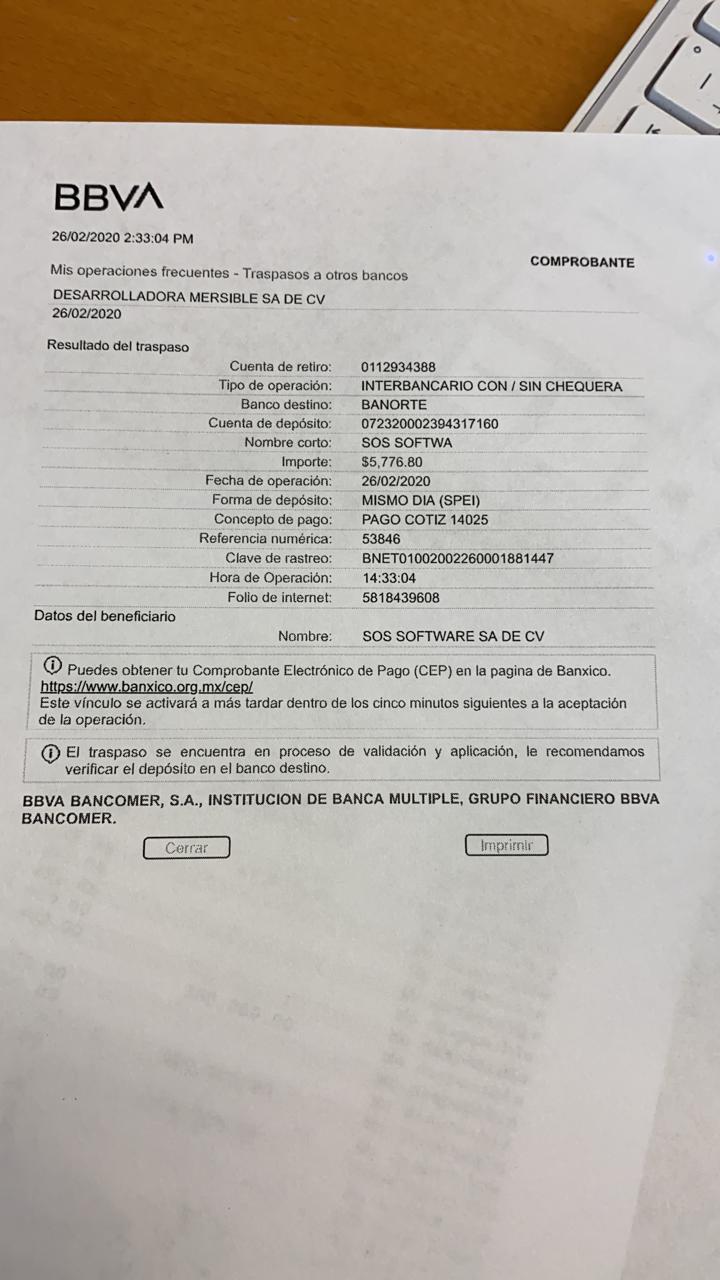 BBVA
26/02/2020 2:33:04 PM
COMPROBANTE
Mis operaciones frecuentes - Traspasos a otros bancos
DESARROLLADORA MERSIBLE SA DE CV
26/02/2020
Resultado del traspaso
Cuenta de retiro: 0112934388
Tipo de operación: INTERBANCARIO CON / SIN CHEQUERA
Banco destino: BANORTE
Cuenta de depósito: 072320002394317160
Nombre corto: SOS SOFTWA
Importe: $5,776.80
Fecha de operación: 26/02/2020
Forma de depósito: MISMO DIA (SPEI)
Concepto de pago: PAGO COTIZ 14025
Referencia numérica: 53846
Clave de rastreo: BNET01002002260001881447
Hora de Operación: 14:33:04
Folio de internet: 5818439608
Datos del beneficiario
Nombre: SOS SOFTWARE SA DE CV
Puedes obtener tu Comprobante Electrónico de Pago (CEP) en la pagina de Banxico.
https://www.banxico.org.mx/cep/
Este vínculo se activará a más tardar dentro de los cinco minutos siguientes a la aceptación
de la operación.
El traspaso se encuentra en proceso de validación y aplicación, le recomendamos
verificar el depósito en el banco destino.
BBVA BANCOMER, S.A., INSTITUCION DE BANCA MULTIPLE, GRUPO FINANCIERO BBVA
BANCOMER.
Cerrar
Imprimir